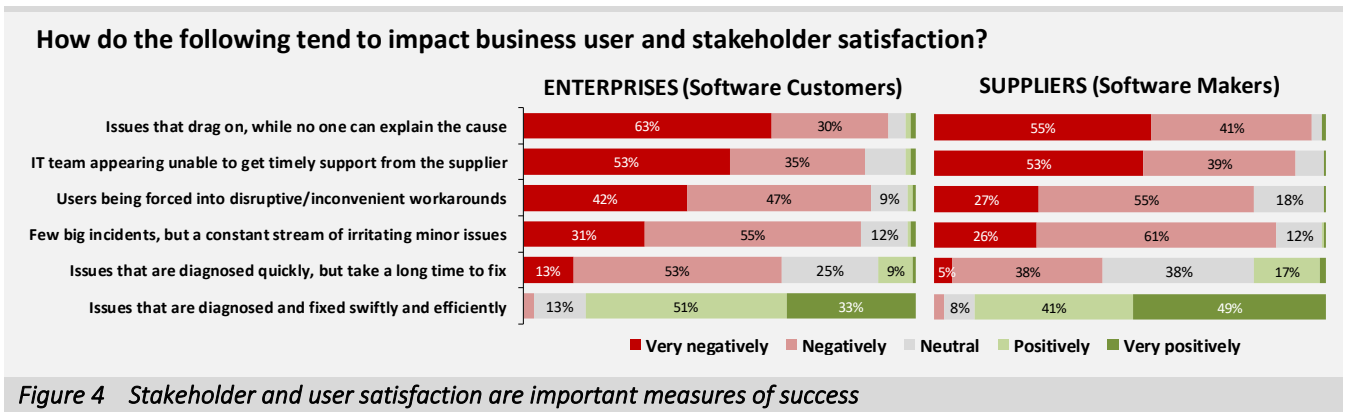 How do the following tend to impact business user and stakeholder satisfaction?
ENTERPRISES (Software Customers) SUPPLIERS (Software Makers)
Issues that drag on, while no one can explain the cause 63% 30% 55% 41%
IT team appearing unable to get timely support from the supplier 53% 35% 53% 39%
Users being forced into disruptive/inconvenient workarounds 42% 47% 9% 27% 55% 18%
Few big incidents, but a constant stream of irritating minor issues 31% 55% 12% 26% 61% 12%
Issues that are diagnosed quickly, but take a long time to fix 13% 53% 25% 9% 5% 38% 38% 17%
Issues that are diagnosed and fixed swiftly and efficiently 13% 51% 33% 8% 41% 49%
Very negatively Negatively Neutral Positively Very positively
Figure 4 Stakeholder and user satisfaction are important measures of success